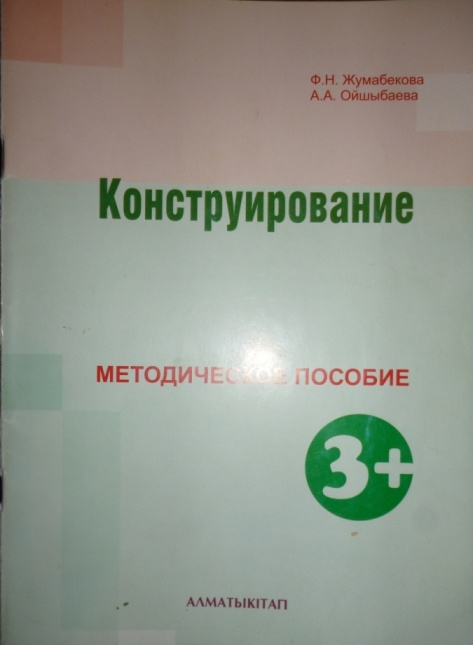 Ф.Н. Жумабекова
А.А. Ойшыбаева
Конструирование
МЕТОДИЧЕСКОЕ ПОСОБИЕ
3+
АЛМАТЫКІТАП